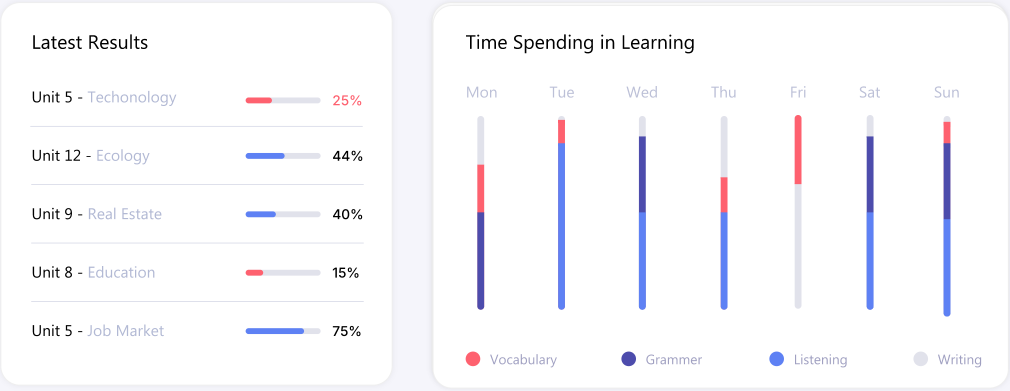 Latest Results
Unit 5 - Techonology 25%
Unit 12 - Ecology 44%
Unit 9 - Real Estate 40%
Unit 8 - Education 15%
Unit 5 - Job Market 75%
Time Spending in Learning
Mon Tue Wed Thu Fri Sat Sun
Vocabulary Grammer Listening Writing